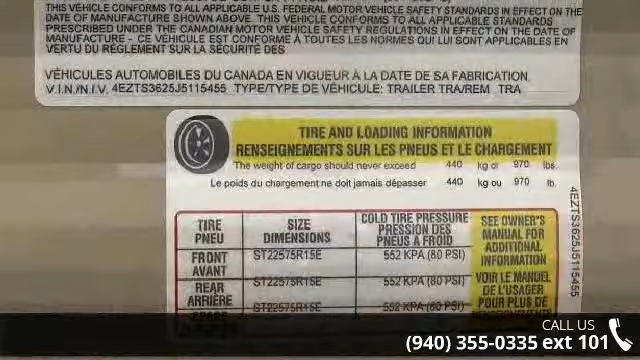 THIS VEHICLE CONFORMS TO ALL APPLICABLE U.S. FEDERAL MOTOR VEHICLE SAFETY STANDARDS IN EFFECT ON THE
DATE OF MANUFACTURE SHOWN ABOVE. THIS VEHICLE CONFORMS TO ALL APPLICABLE STANDARDS
PRESCRIBED UNDER THE CANADIAN MOTOR VEHICLE SAFETY REGULATIONS IN EFFECT ON THE DATE OF
MANUFACTURE - CE VEHICULE EST CONFORME À TOUTES LES NORMES QUI LUI SONT APPLICABLES EN
VERTU DU RÉGLEMENT SUR LA SÉCURITÉ DES
VÉHICULES AUTOMOBILES DU CANADA EN VIGUEUR À LA DATE DE SA FABRICATION
V.I.N./N.I.V. 4EZTS3625J5115455 TYPE/TYPE DE VÉHICULE: TRAILER TRA/REM TRA
TIRE AND LOADING INFORMATION
RENSEIGNEMENTS SUR LES PNEUS ET LE CHARGEMENT
The weight of cargo should never exceed 440 kg or 970 lbs.
Le poids du chargement ne doit jamais dépasser 440 kg ou 970 lb.
TIRE
PNEU
SIZE
DIMENSIONS
COLD TIRE PRESSURE
PRESSION DES
PNEUS A FROID
SEE OWNER'S
MANUAL FOR
ADDITIONAL
INFORMATION
FRONT
AVANT
ST22575R15E
552 KPA (80 PSI)
VOIR LE MANUEL
DE L'USAGER
POUR PLUS DE
RENSEIGNEMENTS
REAR
ARRIÈRE
ST22575R15E
552 KPA (80 PSI)
4EZTS3625J5115455
CALL US
(940) 355-0335 ext 101